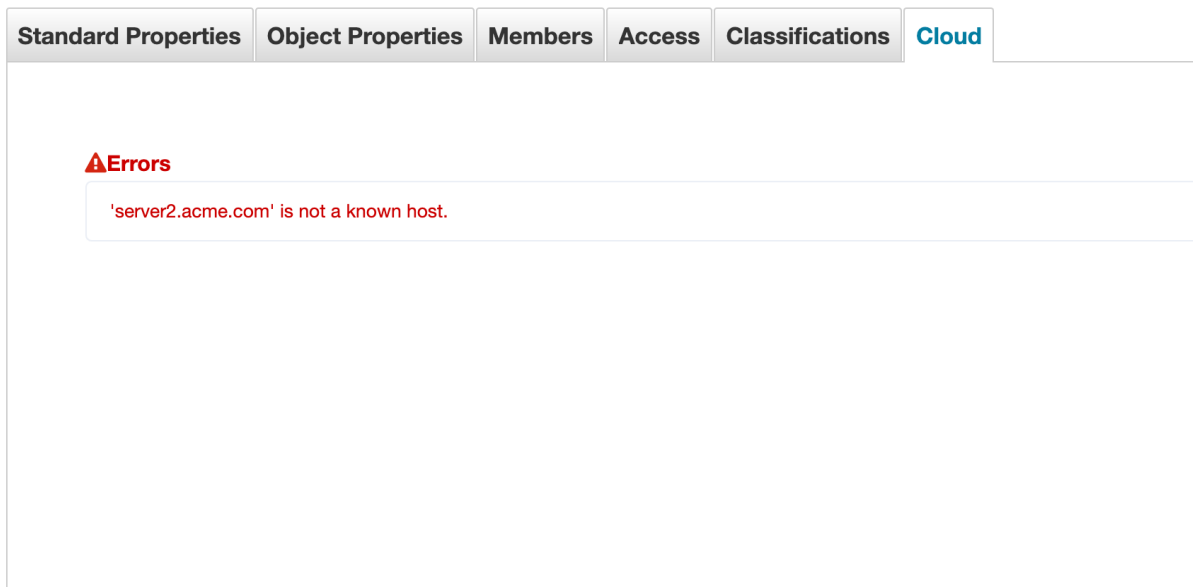 Standard Properties Object Properties Members Access Classifications Cloud
Errors
'server2.acme.com' is not a known host.